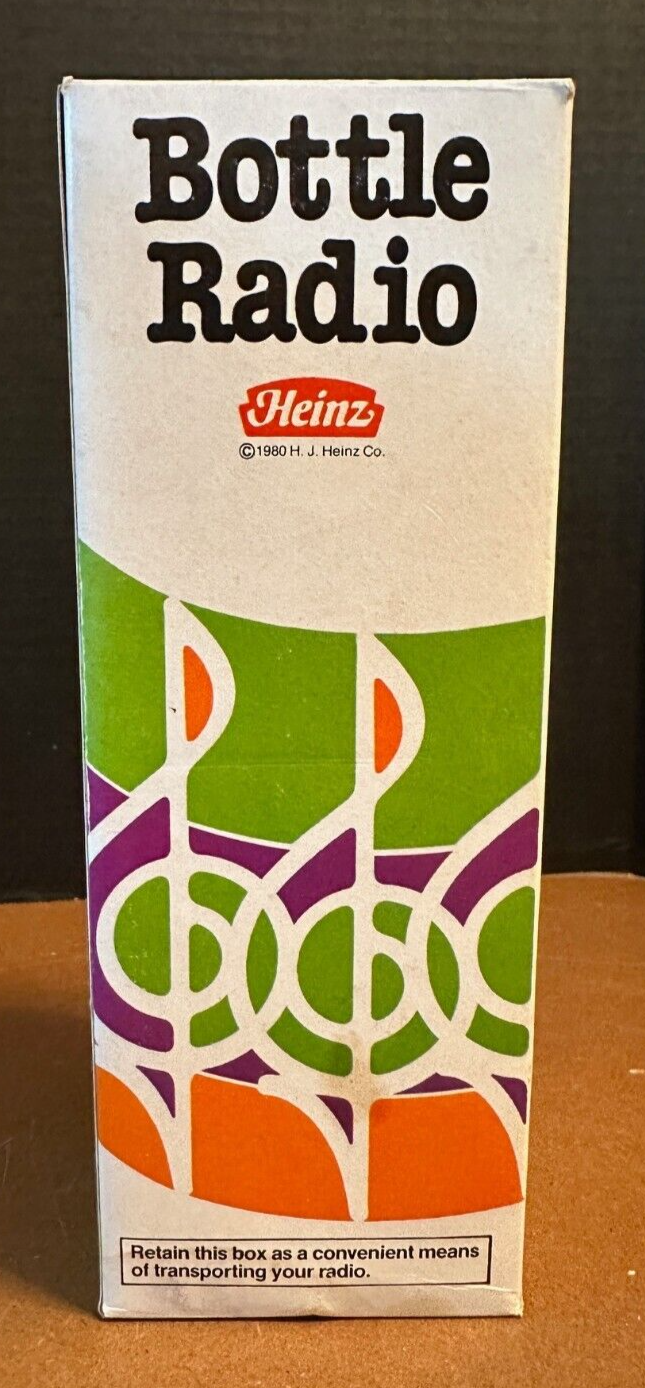 Bottle
Radio
Heinz
©1980 H. J. Heinz Co.
Retain this box as a convenient means
of transporting your radio.